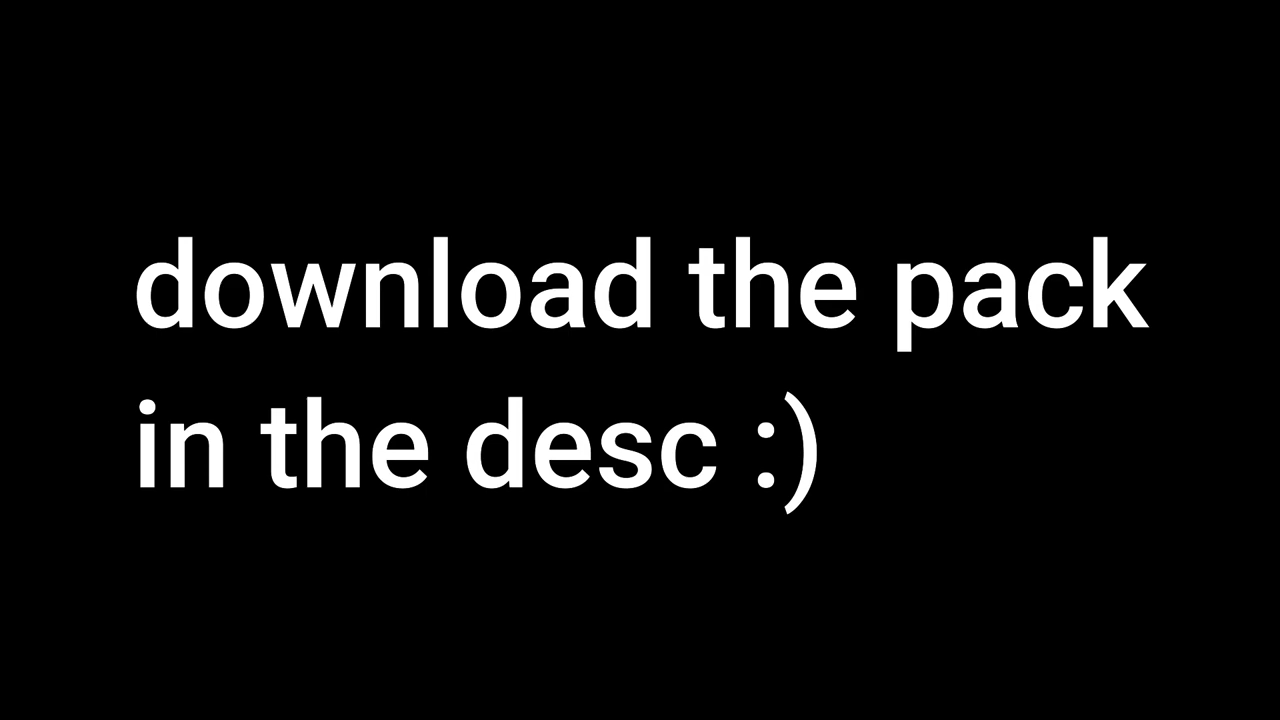 download the pack
in the desc :)